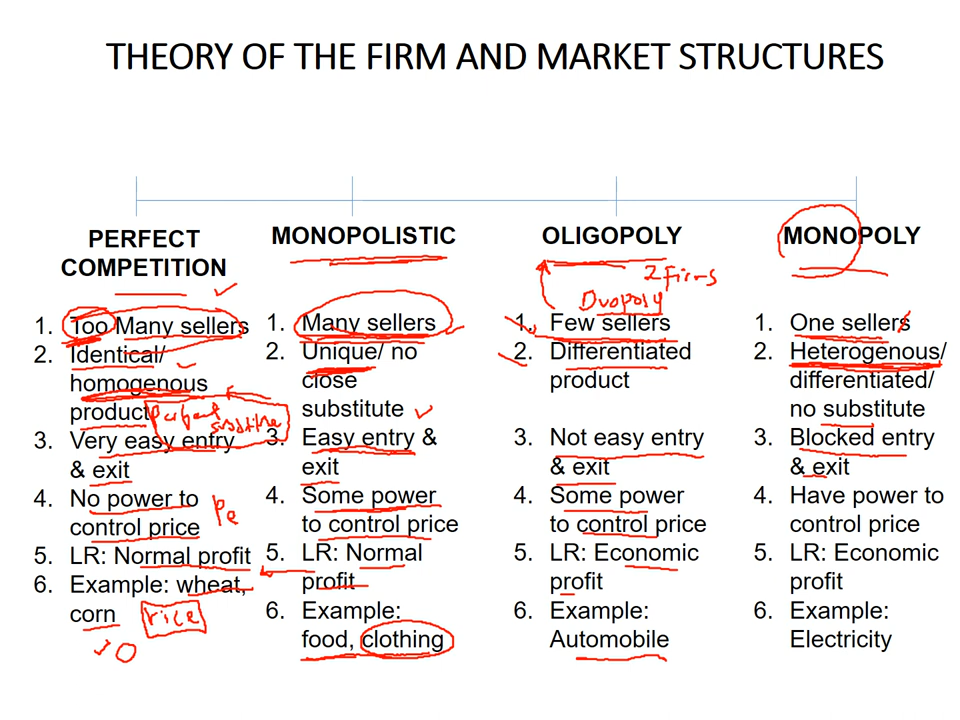 THEORY OF THE FIRM AND MARKET STRUCTURES
PERFECT
COMPETITION
1. Too Many sellers
2. Identical/
homogenous
product
Perfect
3. Very easy entry
& exit
4. No power to
control price
Pe
5. LR: Normal profit
6. Example: wheat,
corn
rice
MONOPOLISTIC
1. Many sellers
2. Unique/ no
close
substitute
3. Easy entry &
exit
4. Some power
to control price
5. LR: Normal
profit
6. Example:
food, clothing
OLIGOPOLY
2 Firms
Duopoly
1. Few sellers
2. Differentiated
product
3. Not easy entry
& exit
4. Some power
to control price
5. LR: Economic
profit
6. Example:
Automobile
MONOPOLY
1. One sellers
2. Heterogenous/
differentiated/
no substitute
3. Blocked entry
& exit
4. Have power to
control price
5. LR: Economic
profit
6. Example:
Electricity